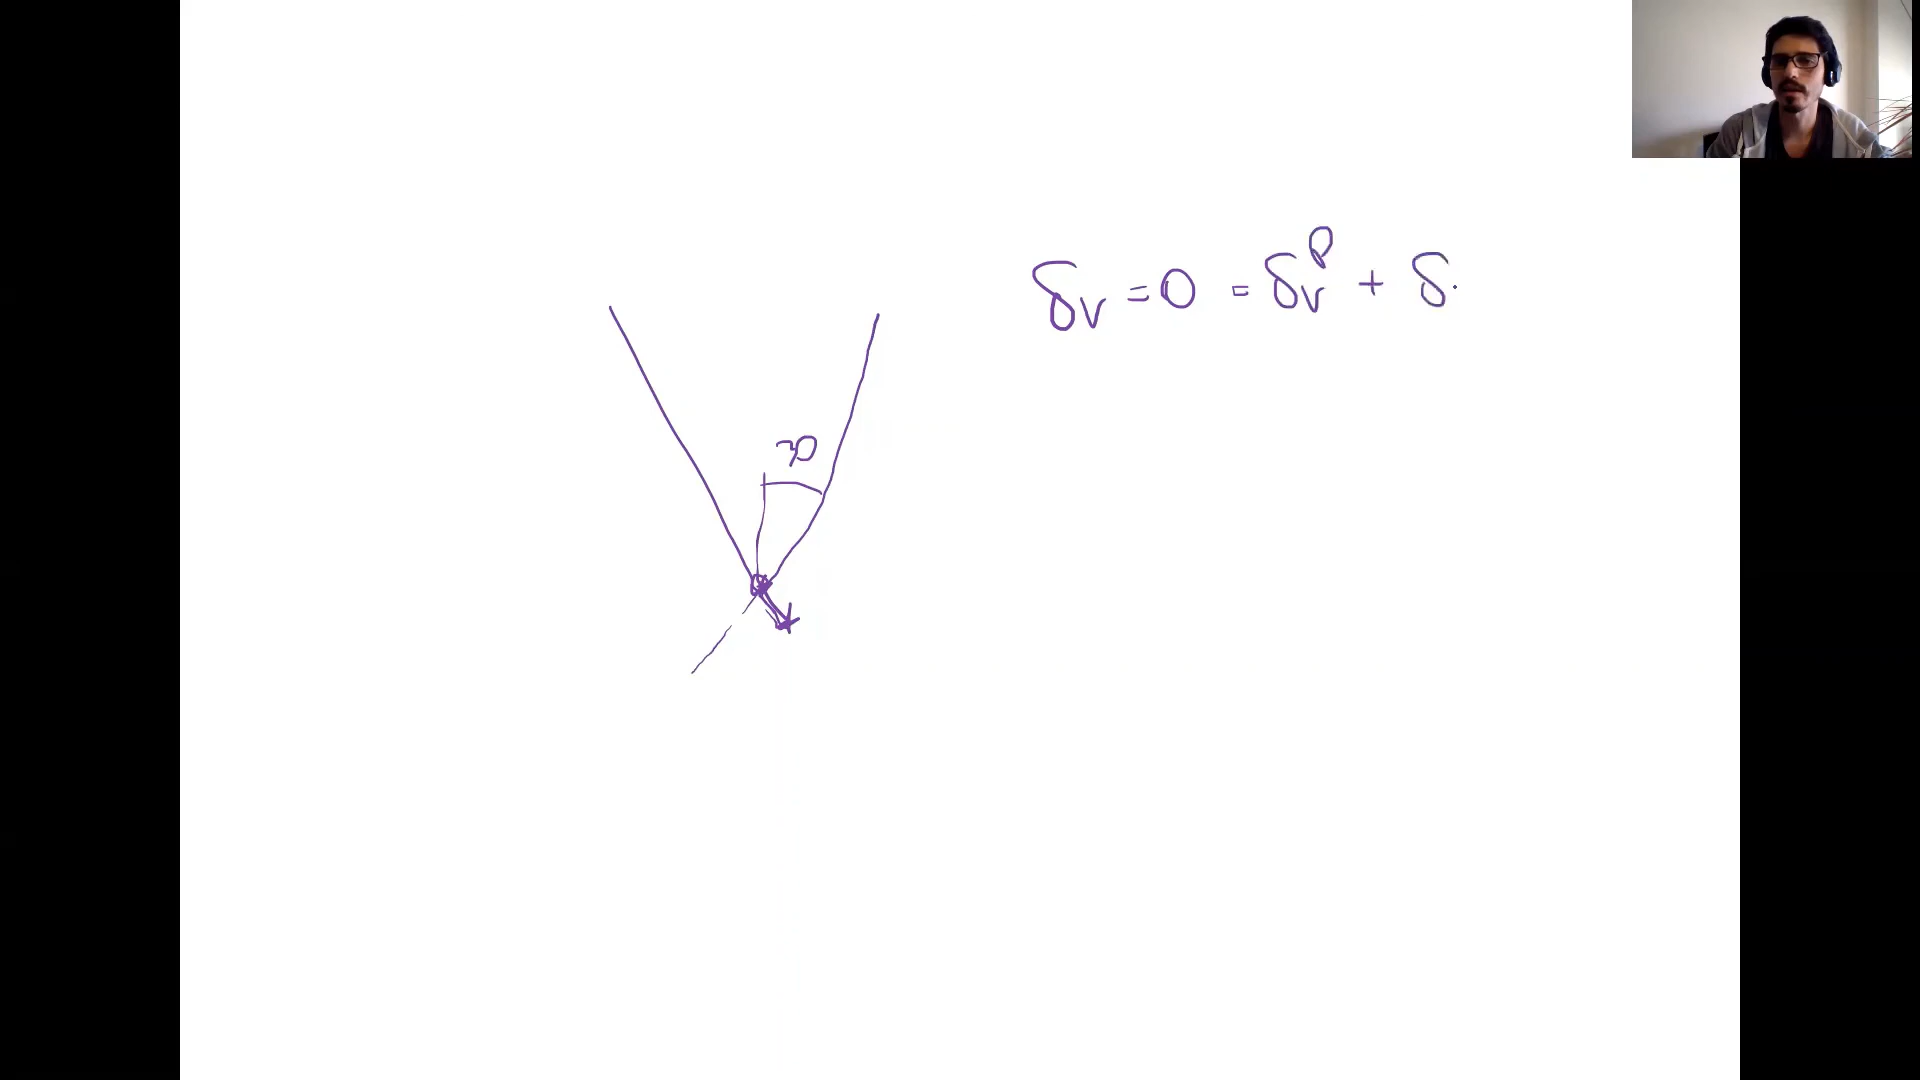 δv = 0 = δv^P + δ
30